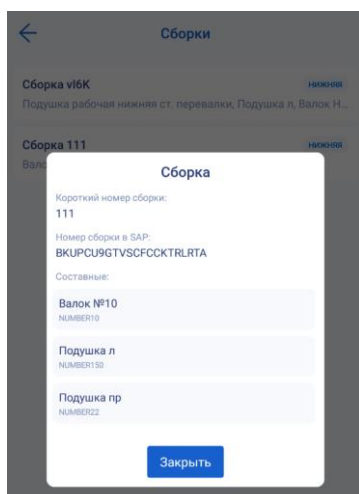 Сборки
Сборка vI6K
нижняя
Подушка рабочая нижняя ст. перевалки, Подушка л, Валок Н...
Сборка 111
нижняя
Вало
Сборка
Короткий номер сборки:
111
Номер сборки в SAP:
BKUPCU9GTVSCFCCKTRLRTA
Составные:
Валок №10
NUMBER10
Подушка л
NUMBER150
Подушка пр
NUMBER22
Закрыть